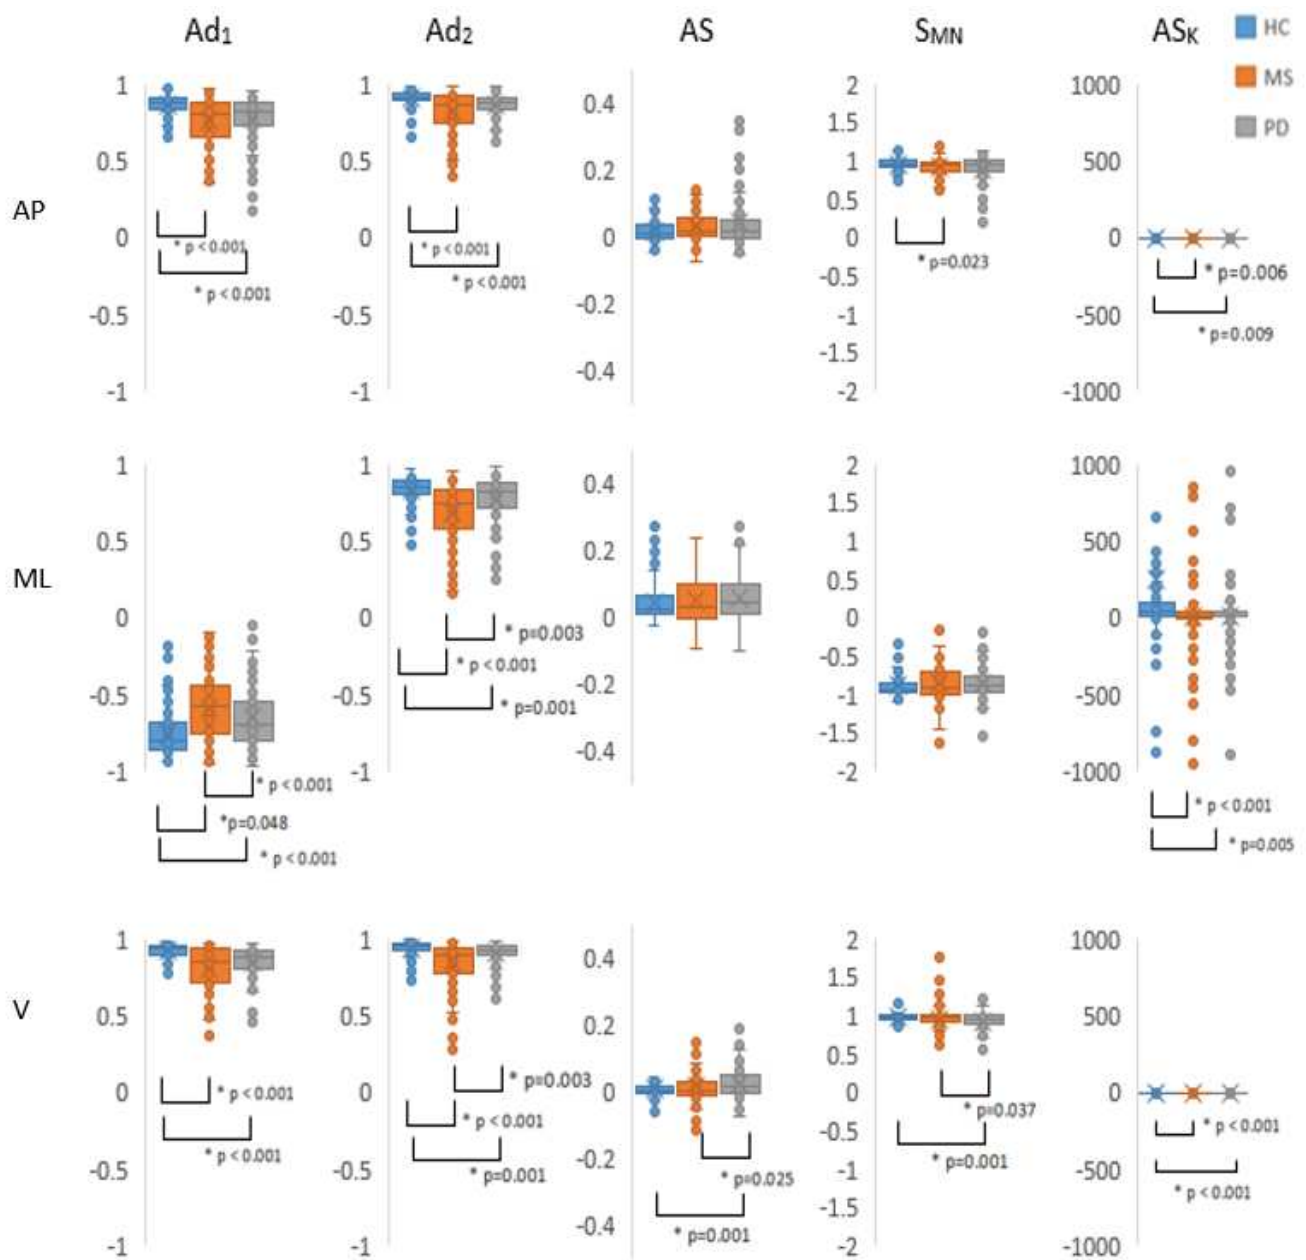 Ad1 Ad2 AS SMN ASK
HC
MS
PD
AP
1 1 0.4 2 1000
0.5 0.5 0.2 1.5 500
0 0 0 1 0
-0.5 -0.5 -0.2 0.5 -500
-1 -1 -0.4 0 -1000
-0.5
-1
-1.5
-2
* p < 0.001
* p < 0.001
* p < 0.001
* p < 0.001
* p=0.023
* p=0.006
* p=0.009
ML
1 0.4 2 1000
0.5 0.2 1.5 500
0 0 1 0
-0.5 -0.2 0.5 -500
-1 -0.4 0 -1000
1 -0.5
0.5 -1
0 -1.5
-0.5 -2
-1
* p < 0.001
*p=0.048
* p < 0.001
* p=0.003
* p < 0.001
* p=0.001
* p < 0.001
* p=0.005
V
1 1 0.4 2 1000
0.5 0.5 0.2 1.5 500
0 0 0 1 0
-0.5 -0.5 -0.2 0.5 -500
-1 -1 -0.4 0 -1000
-0.5
-1
-1.5
-2
* p < 0.001
* p < 0.001
* p=0.003
* p < 0.001
* p=0.001
* p=0.025
* p=0.001
* p=0.037
* p=0.001
* p < 0.001
* p < 0.001